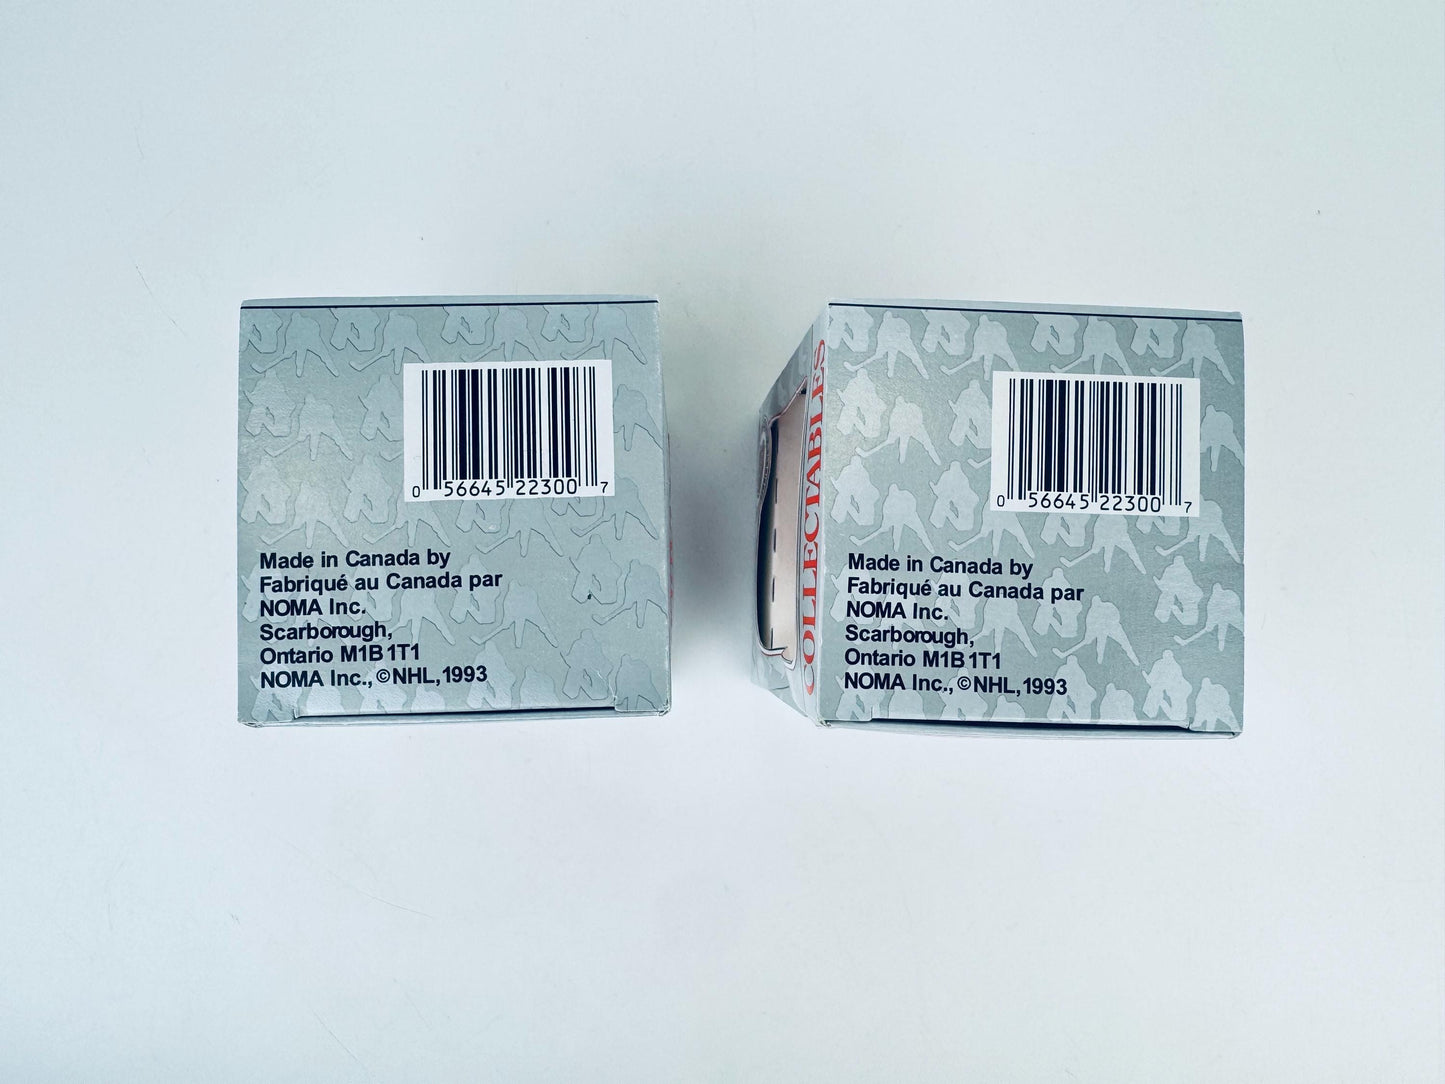 0 56645 22300 7
Made in Canada by
Fabriqué au Canada par
NOMA Inc.
Scarborough,
Ontario M1B 1T1
NOMA Inc., ©NHL, 1993
COLLECTABLES
0 56645 22300 7
Made in Canada by
Fabriqué au Canada par
NOMA Inc.
Scarborough,
Ontario M1B 1T1
NOMA Inc., ©NHL, 1993